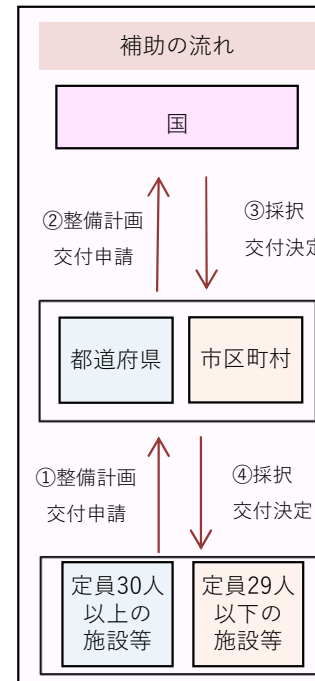 補助の流れ
国
②整備計画
交付申請
③採択
交付決定
都道府県
市区町村
①整備計画
交付申請
④採択
交付決定
定員30人
以上の
施設等
定員29人
以下の
施設等